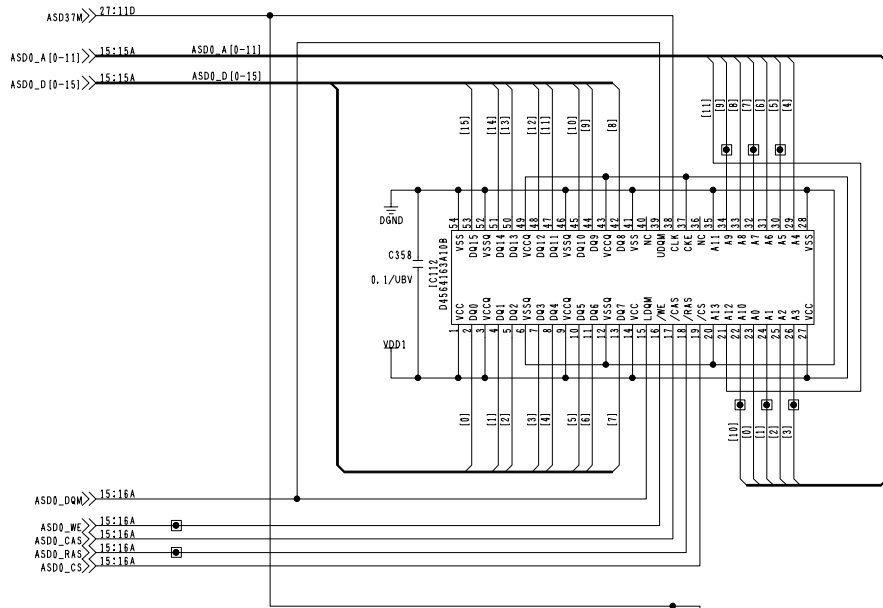 ASD37M 27:11D
ASD0_A[0-11] 15:15A ASD0_A[0-11]
ASD0_D[0-15] 15:15A ASD0_D[0-15]
[15] [14] [13] [12] [11] [10] [9] [8] [11] [9] [8] [7] [6] [5] [4]
DGND
54 53 52 51 50 49 48 47 46 45 44 43 42 41 40 39 38 37 36 35 34 33 32 31 30 29 28
VSS DQ15 VSSQ DQ14 DQ13 VCCQ DQ12 DQ11 VSSQ DQ10 DQ9 VCCQ DQ8 VSS NC UDQM CLK CKE NC A11 A9 A8 A7 A6 A5 A4 VSS
C358
0.1/UBV
IC112
D4564163A10B
VCC DQ0 VCCQ DQ1 DQ2 VSSQ DQ3 DQ4 VCCQ DQ5 DQ6 VSSQ DQ7 VCC LDQM /WE /CAS /RAS /CS A13 A12 A10 A0 A1 A2 A3 VCC
1 2 3 4 5 6 7 8 9 10 11 12 13 14 15 16 17 18 19 20 21 22 23 24 25 26 27
VDD1
[0] [1] [2] [3] [4] [5] [6] [7] [10] [0] [1] [2] [3]
ASD0_DQM 15:16A
ASD0_WE 15:16A
ASD0_CAS 15:16A
ASD0_RAS 15:16A
ASD0_CS 15:16A